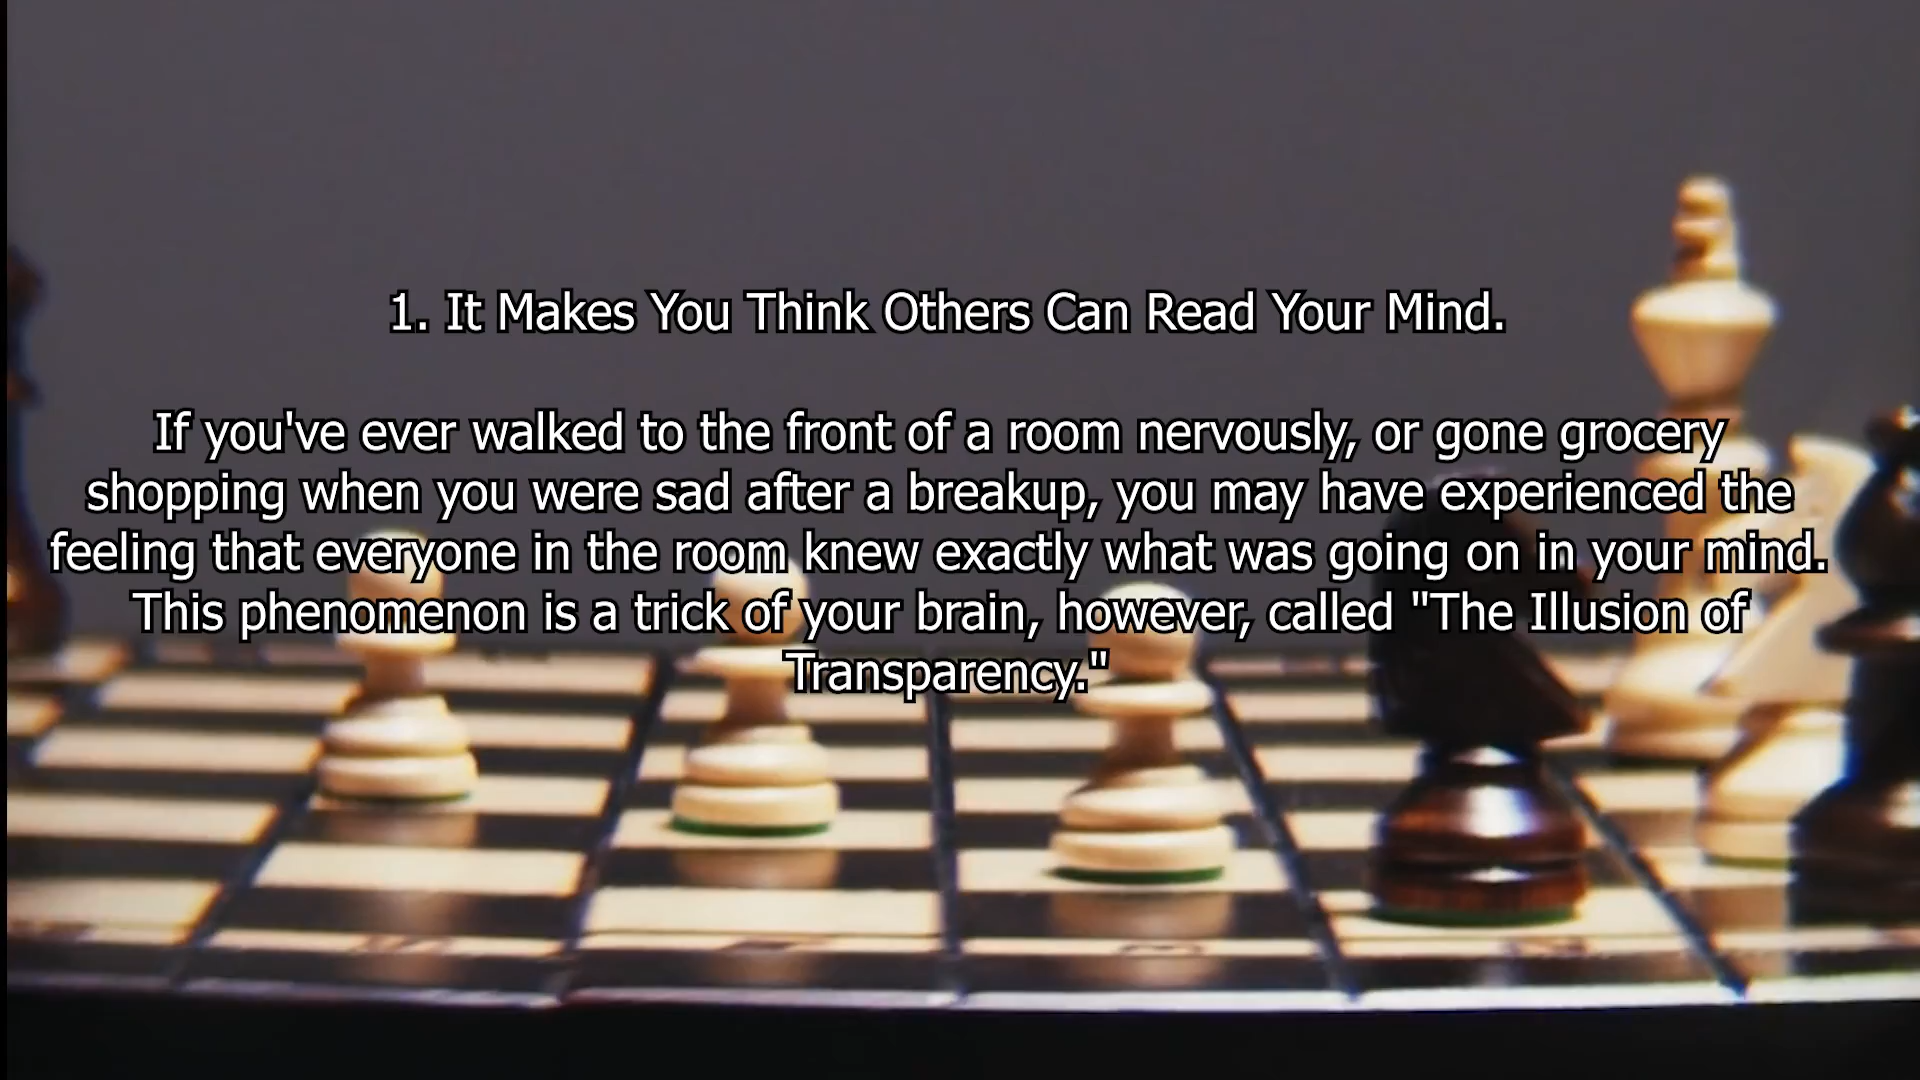 1. It Makes You Think Others Can Read Your Mind.
If you've ever walked to the front of a room nervously, or gone grocery
shopping when you were sad after a breakup, you may have experienced the
feeling that everyone in the room knew exactly what was going on in your mind.
This phenomenon is a trick of your brain, however, called "The Illusion of
Transparency."